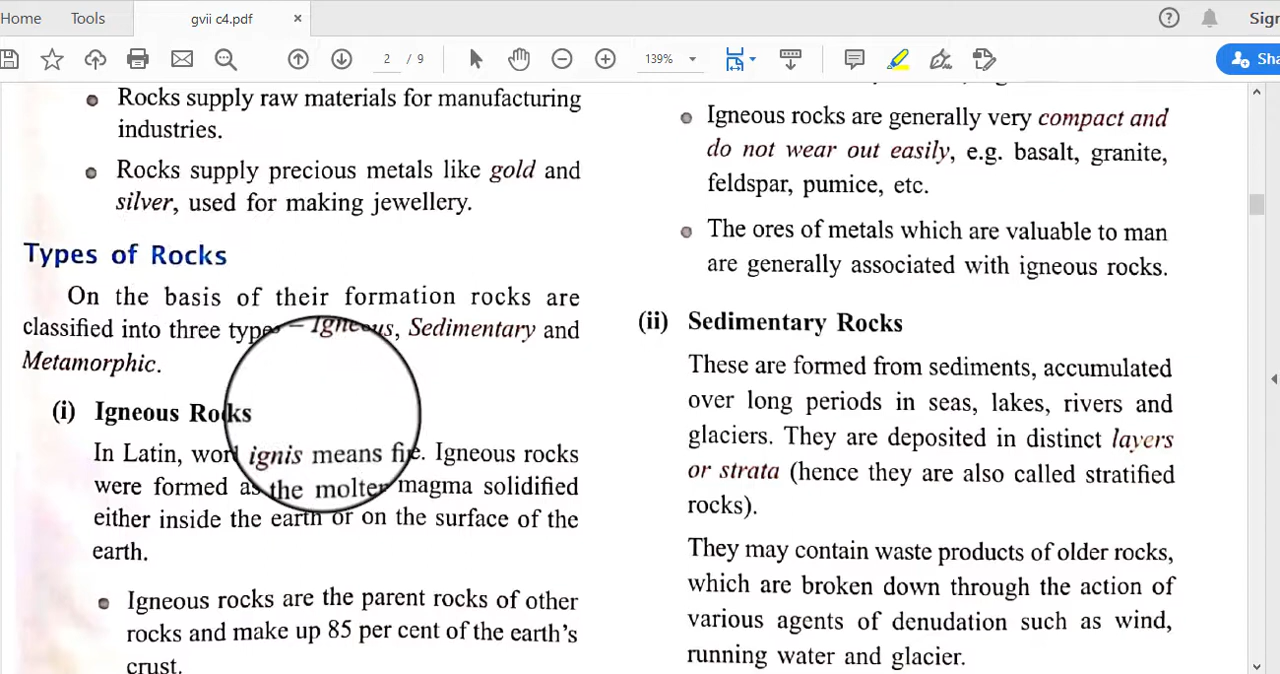 Home Tools gvii c4.pdf × Sign
2 / 9 139% Sha
Rocks supply raw materials for manufacturing
industries.
Rocks supply precious metals like gold and
silver, used for making jewellery.
Types of Rocks
On the basis of their formation rocks are
classified into three types – Igneous, Sedimentary and
Metamorphic.
(i) Igneous Rocks
In Latin, word ignis means fire. Igneous rocks
were formed as the molten magma solidified
either inside the earth or on the surface of the
earth.
Igneous rocks are the parent rocks of other
rocks and make up 85 per cent of the earth's
crust.
Igneous rocks are generally very compact and
do not wear out easily, e.g. basalt, granite,
feldspar, pumice, etc.
The ores of metals which are valuable to man
are generally associated with igneous rocks.
(ii) Sedimentary Rocks
These are formed from sediments, accumulated
over long periods in seas, lakes, rivers and
glaciers. They are deposited in distinct layers
or strata (hence they are also called stratified
rocks).
They may contain waste products of older rocks,
which are broken down through the action of
various agents of denudation such as wind,
running water and glacier.